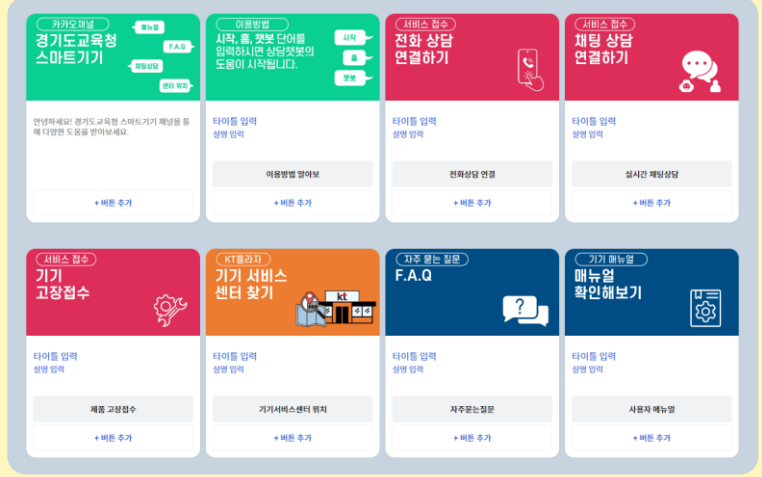 카카오채널
경기도교육청
스마트기기
메뉴얼
F.A.Q
채팅상담
센터 위치
안녕하세요! 경기도교육청 스마트기기 채널을 통
해 다양한 도움을 받아보세요.
+ 버튼 추가
이용방법
시작, 홈, 챗봇 단어를
입력하시면 상담챗봇의
도움이 시작됩니다.
시작
홈
챗봇
타이틀 입력
설명 입력
이용방법 알아보
+ 버튼 추가
서비스 접수
전화 상담
연결하기
타이틀 입력
설명 입력
전화상담 연결
+ 버튼 추가
서비스 접수
채팅 상담
연결하기
타이틀 입력
설명 입력
실시간 채팅상담
+ 버튼 추가
서비스 접수
기기
고장접수
타이틀 입력
설명 입력
제품 고장접수
+ 버튼 추가
KT플라자
기기 서비스
센터 찾기
kt
타이틀 입력
설명 입력
기기서비스센터 위치
+ 버튼 추가
자주 묻는 질문
F.A.Q
?
타이틀 입력
설명 입력
자주묻는질문
+ 버튼 추가
기기 매뉴얼
매뉴얼
확인해보기
타이틀 입력
설명 입력
사용자 메뉴얼
+ 버튼 추가